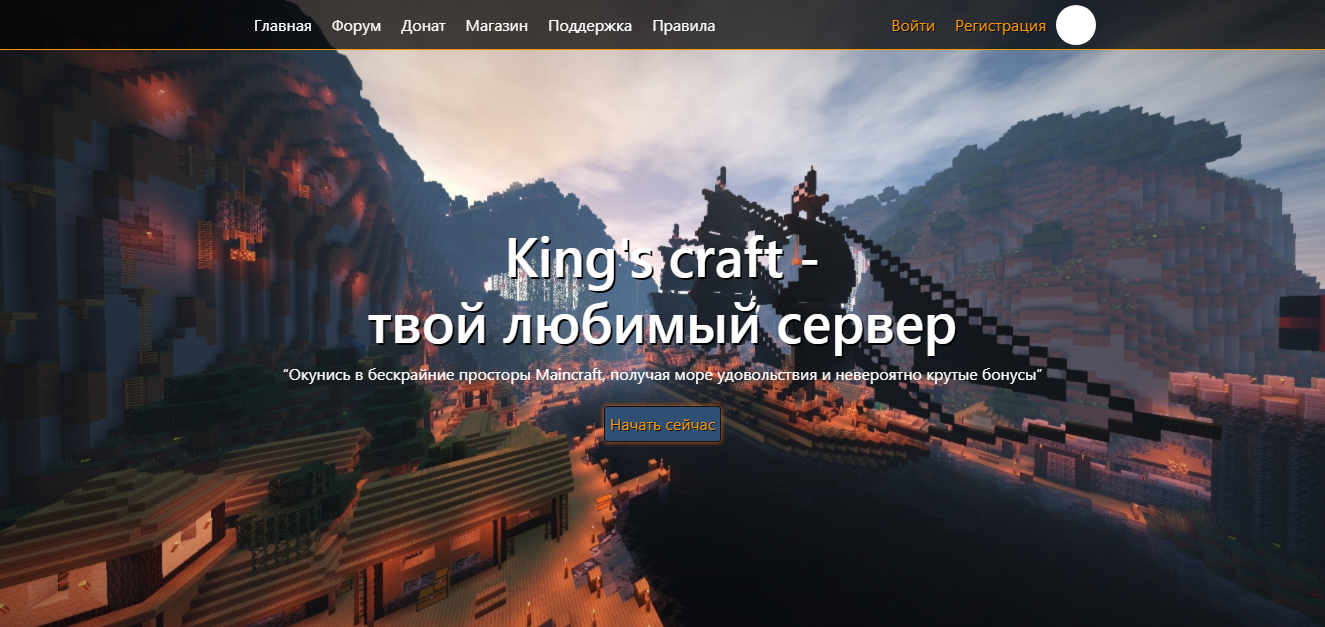 Главная Форум Донат Магазин Поддержка Правила Войти Регистрация
King's craft -
твой любимый сервер
“Окунись в бескрайние просторы Maincraft, получая море удовольствия и невероятно крутые бонусы”
Начать сейчас